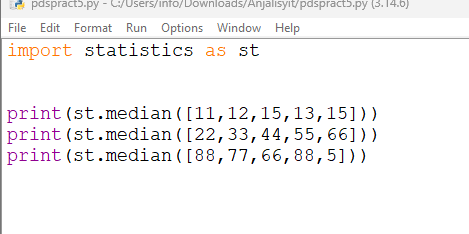 pdspract5.py - C:/Users/info/Downloads/Anjalisyit/pdspract5.py (3.14.6)
File Edit Format Run Options Window Help
import statistics as st
print(st.median([11,12,15,13,15]))
print(st.median([22,33,44,55,66]))
print(st.median([88,77,66,88,5]))